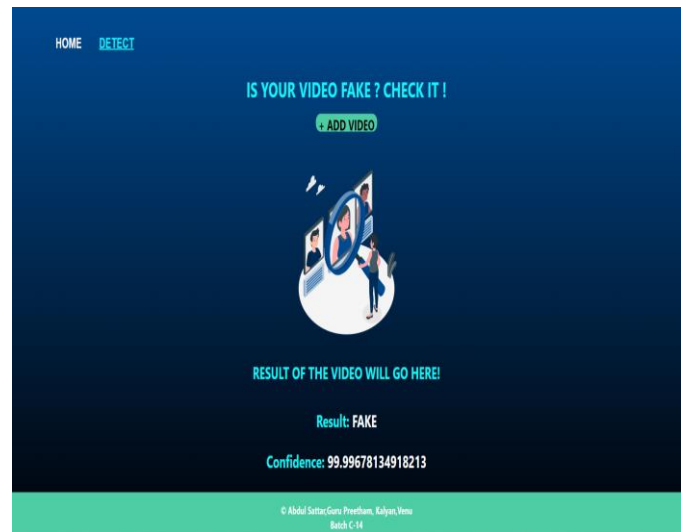 HOME DETECT
IS YOUR VIDEO FAKE ? CHECK IT !
+ ADD VIDEO
RESULT OF THE VIDEO WILL GO HERE!
Result: FAKE
Confidence: 99.99678134918213
© Abdul Sattar,Guru Preetham, Kalyan,Venu
Batch C-14